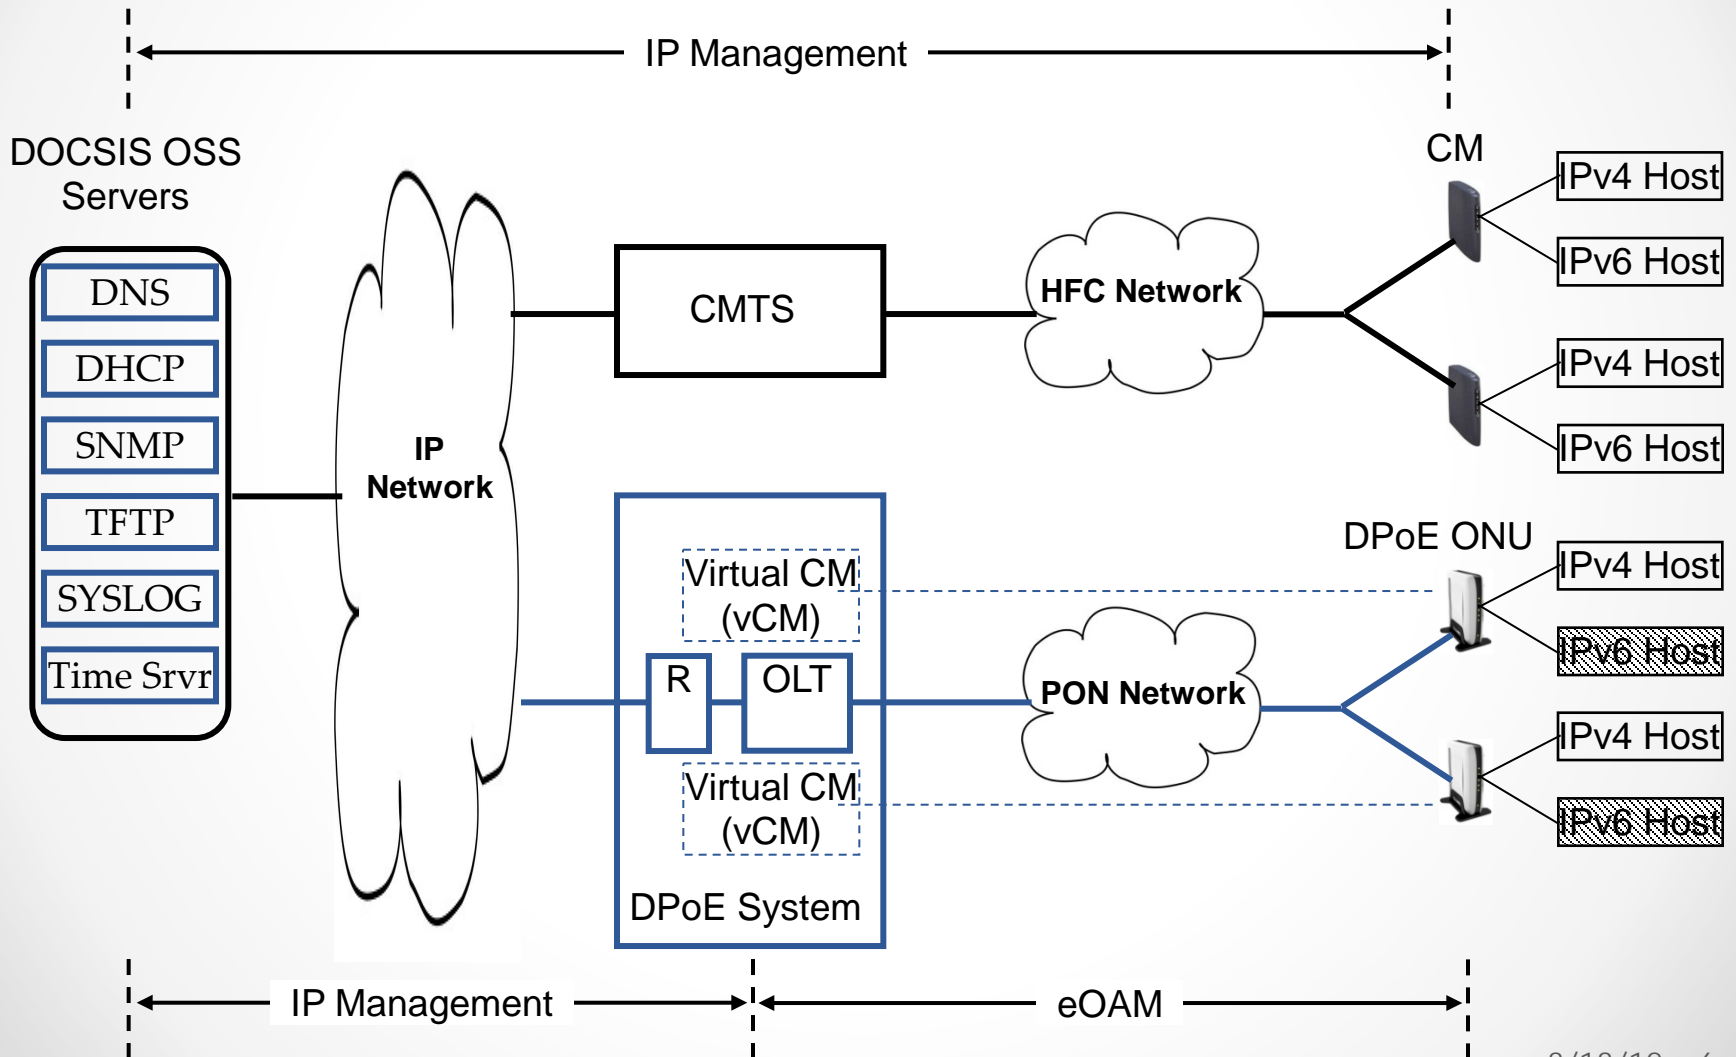 IP Management
DOCSIS OSS
Servers
DNS
DHCP
SNMP
TFTP
SYSLOG
Time Srvr
IP
Network
CMTS
HFC Network
CM
IPv4 Host
IPv6 Host
IPv4 Host
IPv6 Host
Virtual CM
(vCM)
R
OLT
Virtual CM
(vCM)
DPoE System
PON Network
DPoE ONU
IPv4 Host
IPv6 Host
IPv4 Host
IPv6 Host
IP Management
eOAM